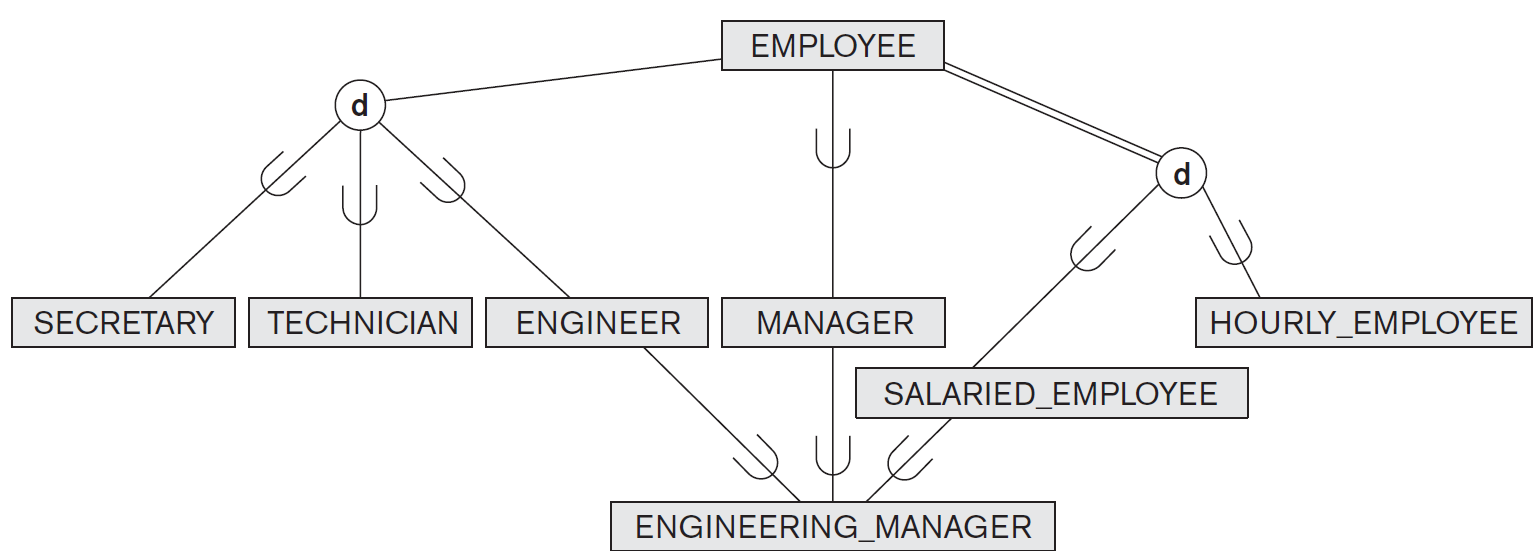 EMPLOYEE
d
d
SECRETARY
TECHNICIAN
ENGINEER
MANAGER
HOURLY_EMPLOYEE
SALARIED_EMPLOYEE
ENGINEERING_MANAGER